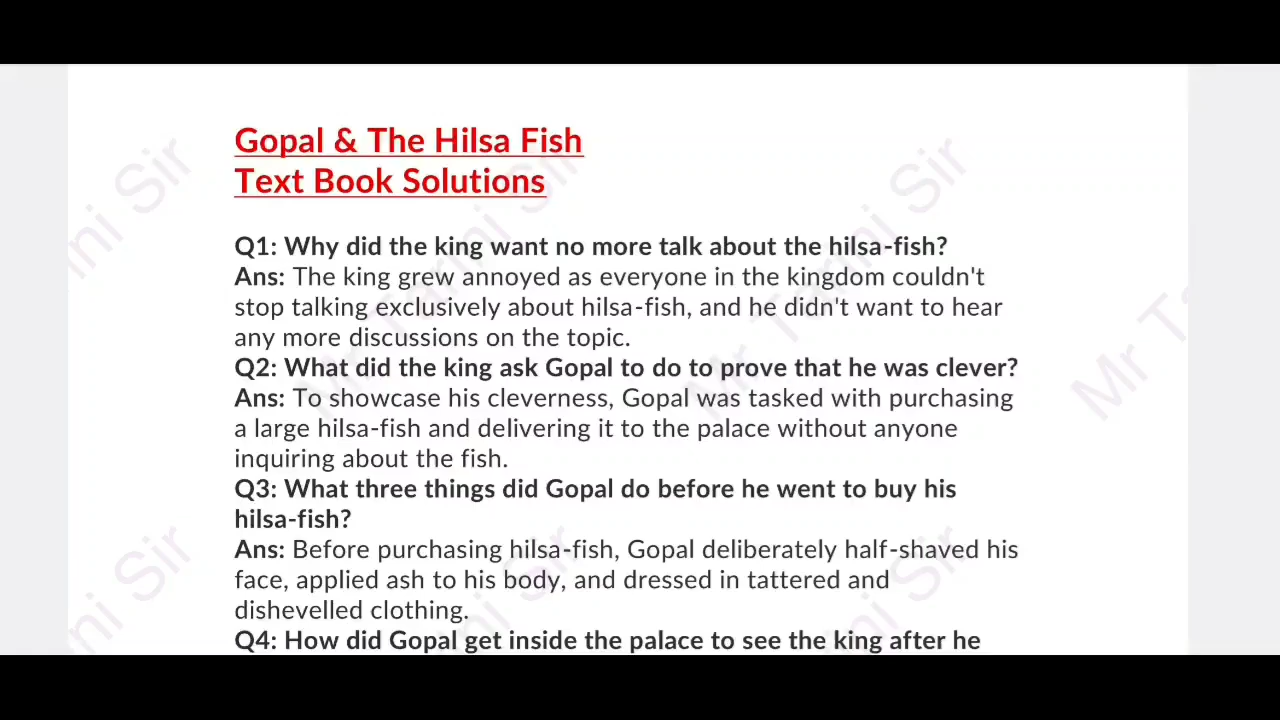 Gopal & The Hilsa Fish
Text Book Solutions
Q1: Why did the king want no more talk about the hilsa-fish?
Ans: The king grew annoyed as everyone in the kingdom couldn't
stop talking exclusively about hilsa-fish, and he didn't want to hear
any more discussions on the topic.
Q2: What did the king ask Gopal to do to prove that he was clever?
Ans: To showcase his cleverness, Gopal was tasked with purchasing
a large hilsa-fish and delivering it to the palace without anyone
inquiring about the fish.
Q3: What three things did Gopal do before he went to buy his
hilsa-fish?
Ans: Before purchasing hilsa-fish, Gopal deliberately half-shaved his
face, applied ash to his body, and dressed in tattered and
dishevelled clothing.
Q4: How did Gopal get inside the palace to see the king after he
Mr Tarni Sir
Mr Tarni Sir